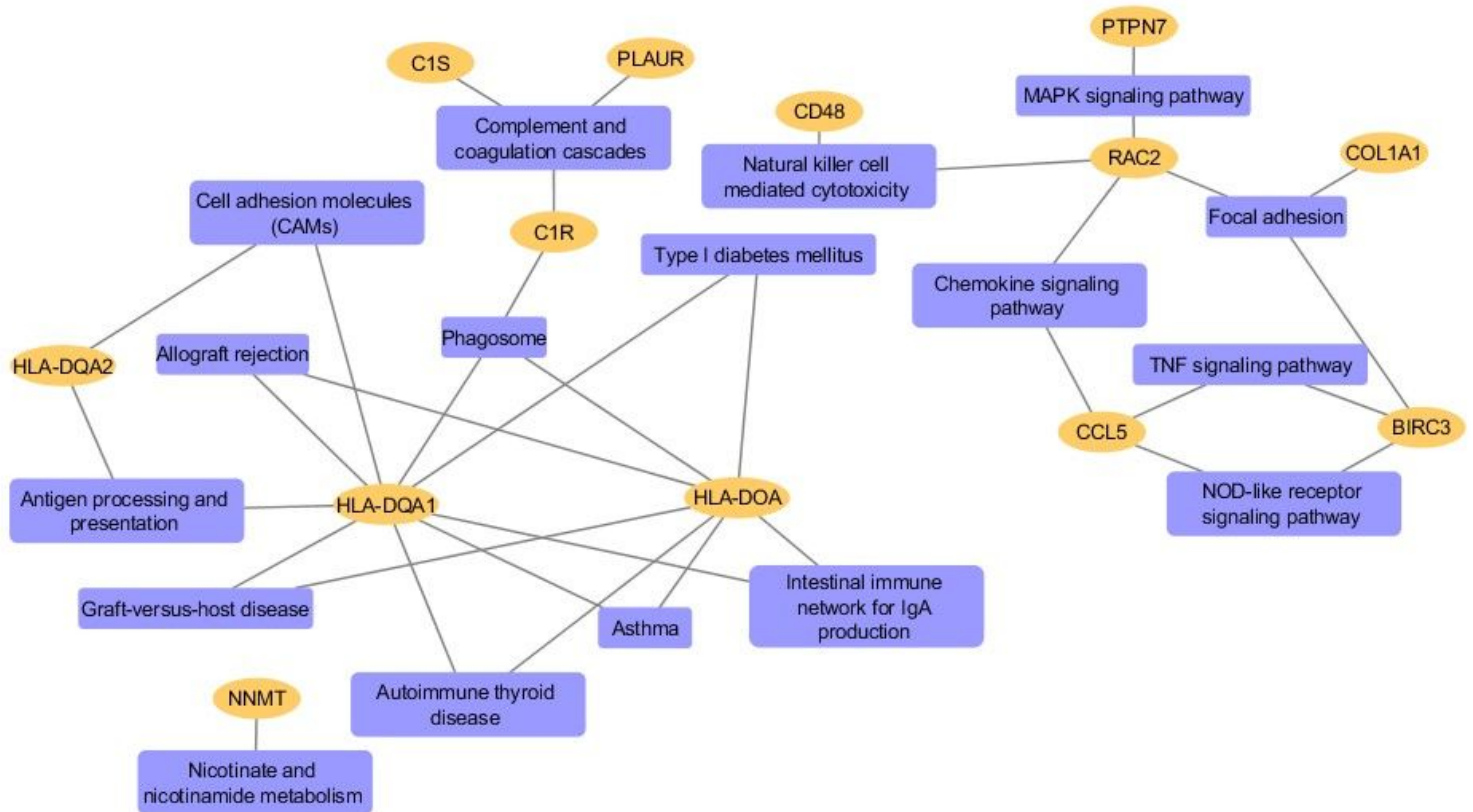 PTPN7
C1S
PLAUR
MAPK signaling pathway
CD48
Complement and
coagulation cascades
RAC2
COL1A1
Natural killer cell
mediated cytotoxicity
Cell adhesion molecules
(CAMs)
Focal adhesion
C1R
Type I diabetes mellitus
Chemokine signaling
pathway
Phagosome
Allograft rejection
HLA-DQA2
TNF signaling pathway
CCL5
BIRC3
Antigen processing and
presentation
HLA-DQA1
HLA-DOA
NOD-like receptor
signaling pathway
Graft-versus-host disease
Intestinal immune
network for IgA
production
Asthma
NNMT
Autoimmune thyroid
disease
Nicotinate and
nicotinamide metabolism